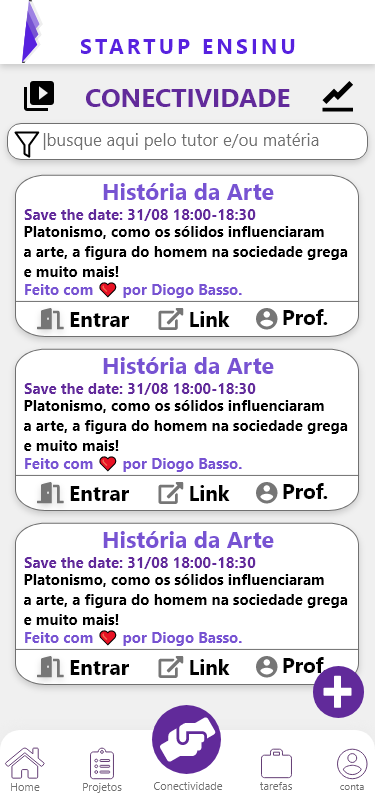 STARTUP ENSINU
CONECTIVIDADE
|busque aqui pelo tutor e/ou matéria
História da Arte
Save the date: 31/08 18:00-18:30
Platonismo, como os sólidos influenciaram
a arte, a figura do homem na sociedade grega
e muito mais!
Feito com ❤ por Diogo Basso.
Entrar Link Prof.
História da Arte
Save the date: 31/08 18:00-18:30
Platonismo, como os sólidos influenciaram
a arte, a figura do homem na sociedade grega
e muito mais!
Feito com ❤ por Diogo Basso.
Entrar Link Prof.
História da Arte
Save the date: 31/08 18:00-18:30
Platonismo, como os sólidos influenciaram
a arte, a figura do homem na sociedade grega
e muito mais!
Feito com ❤ por Diogo Basso.
Entrar Link Prof
Home Projetos Conectividade tarefas conta